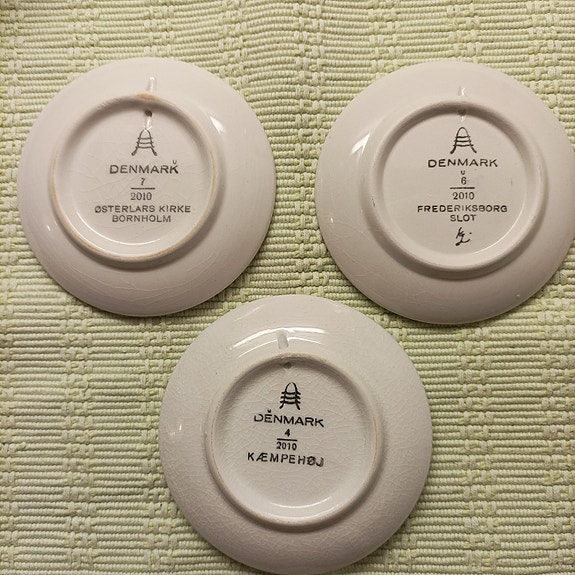 DENMARK
U
7
2010
ØSTERLARS KIRKE
BORNHOLM
DENMARK
U
6
2010
FREDERIKSBORG
SLOT
DENMARK
4
2010
KÆMPEHØJ